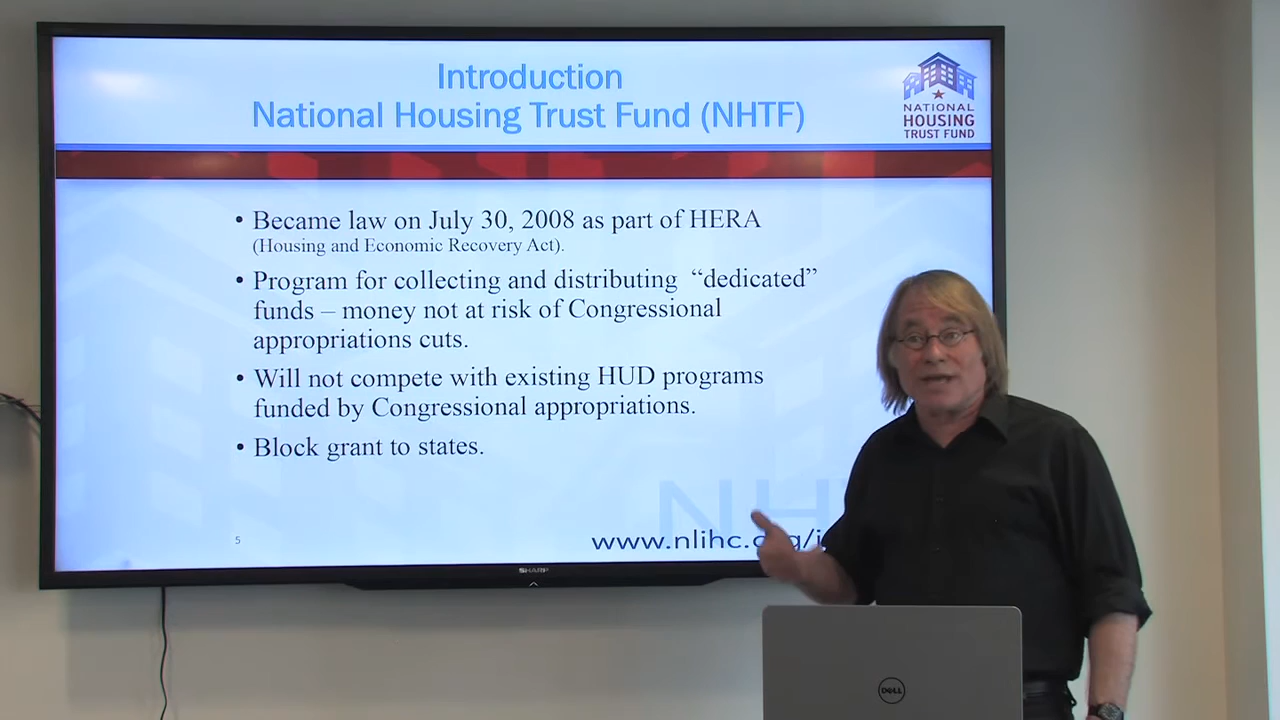 Introduction
National Housing Trust Fund (NHTF)
NATIONAL
HOUSING
TRUST FUND
• Became law on July 30, 2008 as part of HERA
(Housing and Economic Recovery Act).
• Program for collecting and distributing “dedicated”
funds – money not at risk of Congressional
appropriations cuts.
• Will not compete with existing HUD programs
funded by Congressional appropriations.
• Block grant to states.
NH
5
SHARP
DELL